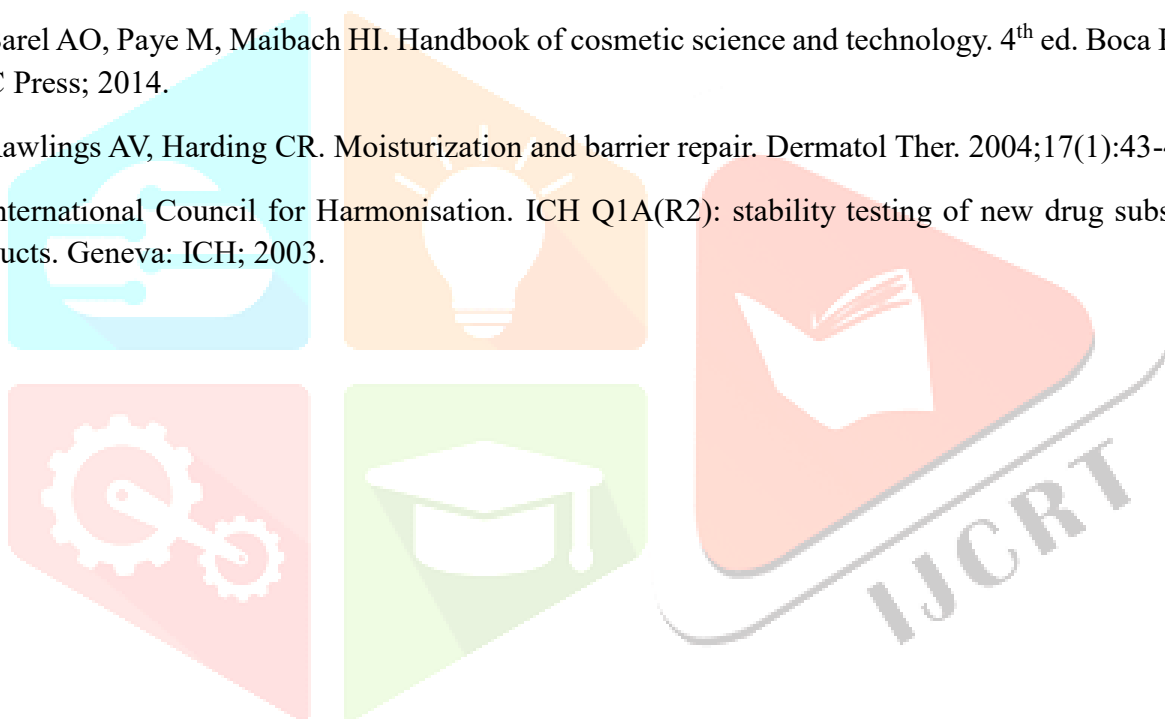 arel AO, Paye M, Maibach HI. Handbook of cosmetic science and technology. 4th ed. Boca
Press; 2014.
awlings AV, Harding CR. Moisturization and barrier repair. Dermatol Ther. 2004;17(1):43-
nternational Council for Harmonisation. ICH Q1A(R2): stability testing of new drug subs
ucts. Geneva: ICH; 2003.
IJCRT